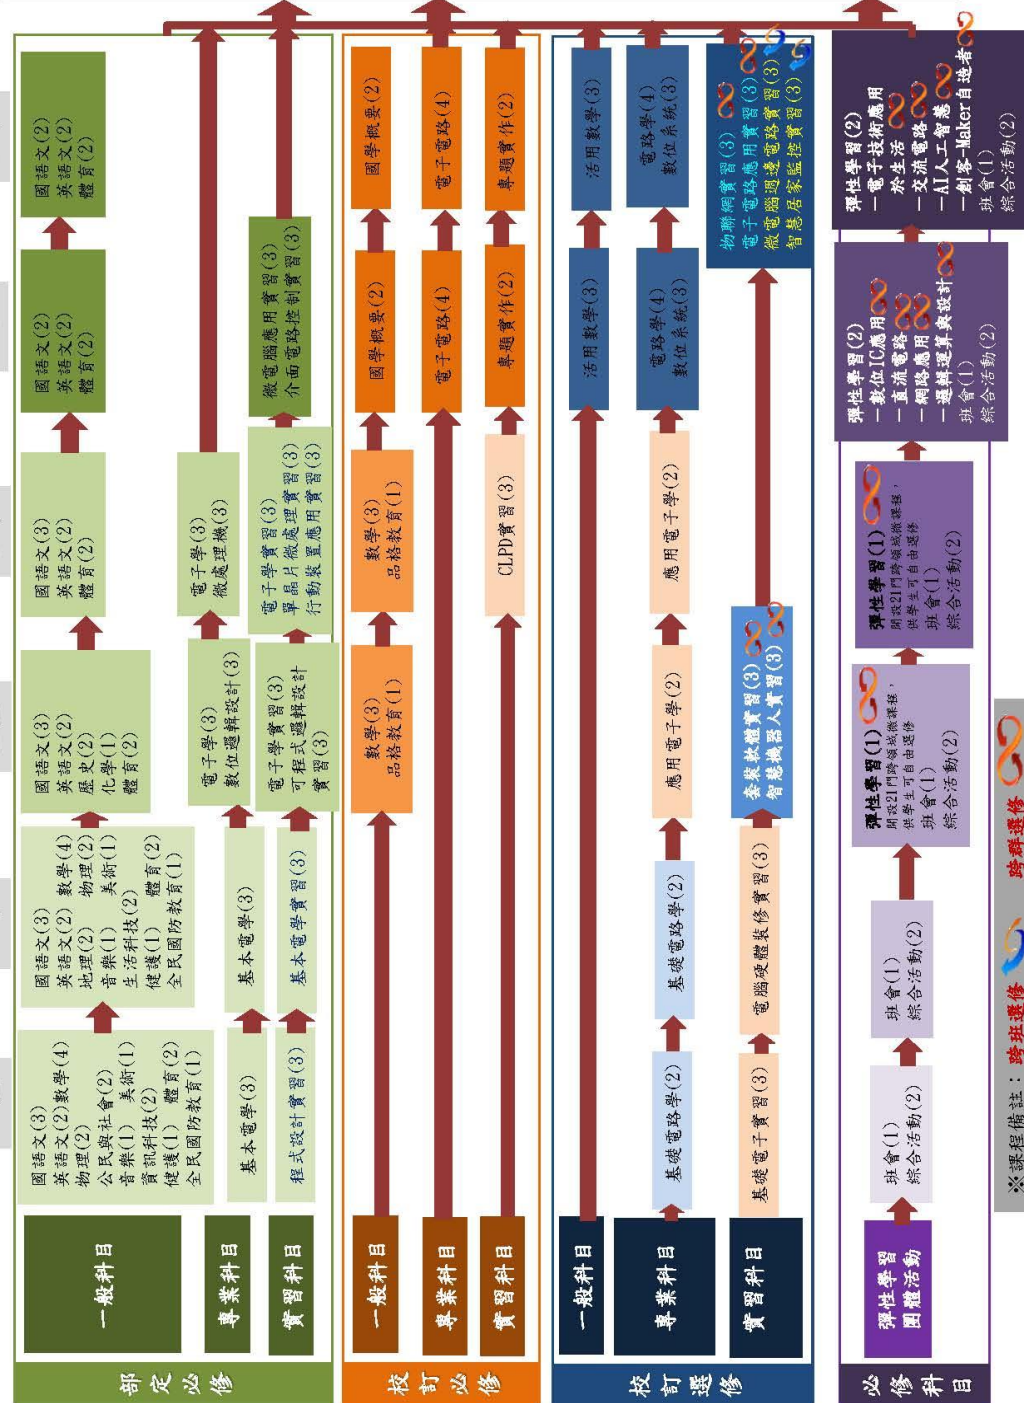 部定必修
一般科目
國語文(3)
英語文(2)數學(4)
物理(2)
公民與社會(2)
音樂(1) 美術(1)
資訊科技(2)
健護(1) 體育(2)
全民國防教育(1)
國語文(3)
英語文(2) 數學(4)
地理(2) 物理(2)
音樂(1) 美術(1)
生活科技(2)
健護(1) 體育(2)
全民國防教育(1)
國語文(3)
英語文(2)
歷史(2)
化學(1)
體育(2)
國語文(3)
英語文(2)
體育(2)
國語文(2)
英語文(2)
體育(2)
國語文(2)
英語文(2)
體育(2)
專業科目
基本電學(3)
基本電學(3)
電子學(3)
數位邏輯設計(3)
電子學(3)
微處理機(3)
實習科目
程式設計實習(3)
基本電學實習(3)
電子學實習(3)
可程式邏輯設計
實習(3)
電子學實習(3)
單晶片微處理實習(3)
行動裝置應用實習(3)
微電腦應用實習(3)
介面電路控制實習(3)
校訂必修
一般科目
數學(3)
品格教育(1)
數學(3)
品格教育(1)
國學概要(2)
國學概要(2)
專業科目
電子電路(4)
電子電路(4)
實習科目
CLPD實習(3)
專題實作(2)
專題實作(2)
校訂選修
一般科目
活用數學(3)
活用數學(3)
專業科目
基礎電路學(2)
基礎電路學(2)
應用電子學(2)
應用電子學(2)
電路學(4)
數位系統(3)
電路學(4)
數位系統(3)
實習科目
基礎電子實習(3)
電腦硬體裝修實習(3)
套裝軟體實習(3)
智慧機器人實習(3)
物聯網實習(3)
電子電路應用實習(3)
微電腦週邊電路實習(3)
智慧居家監控實習(3)
必修科目
彈性學習
團體活動
班會(1)
綜合活動(2)
班會(1)
綜合活動(2)
彈性學習(1)
開設21門跨領域微課程，
供學生可自由選修
班會(1)
綜合活動(2)
彈性學習(1)
開設21門跨領域微課程，
供學生可自由選修
班會(1)
綜合活動(2)
彈性學習(2)
－數位IC應用
－直流電路
－網路應用
－邏輯運算與設計
班會(1)
綜合活動(2)
彈性學習(2)
－電子技術應用
於生活
－交流電路
－AI人工智慧
－創客-Maker自造者
班會(1)
綜合活動(2)
※課程備註：跨班選修 跨群選修